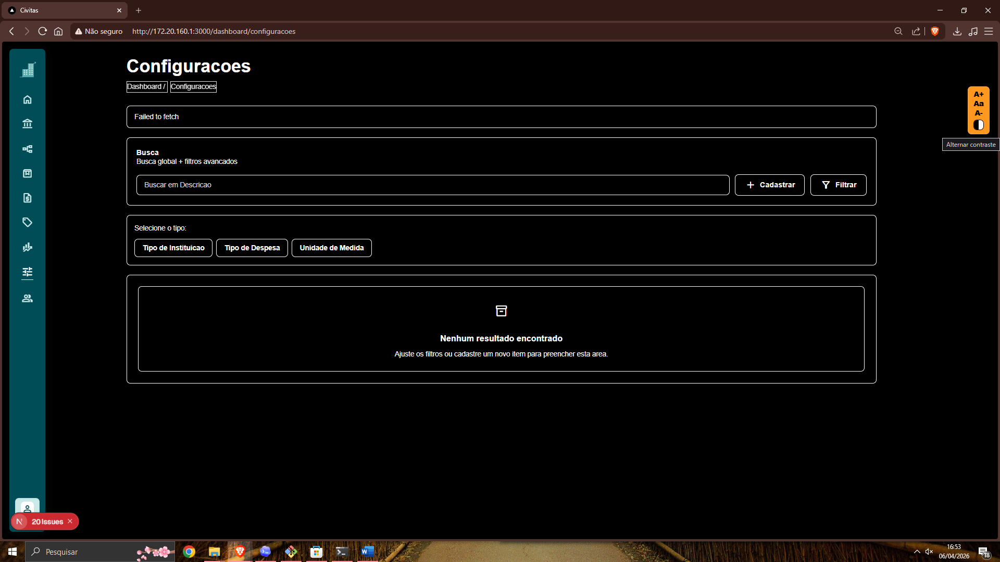 Civitas
Não seguro
http://172.20.160.1:3000/dashboard/configuracoes
Configuracoes
Dashboard /
Configuracoes
Failed to fetch
A+
Aa
A-
Alternar contraste
Busca
Busca global + filtros avancados
Buscar em Descricao
Cadastrar
Filtrar
Selecione o tipo:
Tipo de Instituicao
Tipo de Despesa
Unidade de Medida
Nenhum resultado encontrado
Ajuste os filtros ou cadastre um novo item para preencher esta area.
N
20 Issues
Pesquisar
16:53
06/04/2026
18